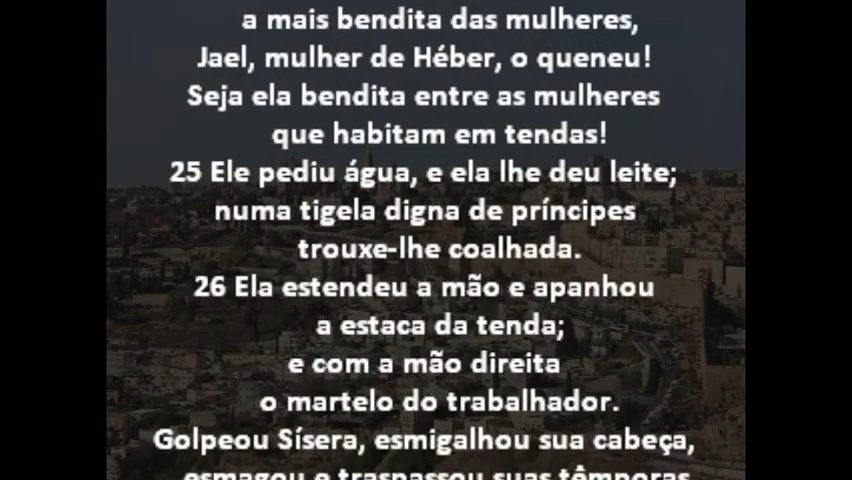 a mais bendita das mulheres,
Jael, mulher de Héber, o queneu!
Seja ela bendita entre as mulheres
que habitam em tendas!
25 Ele pediu água, e ela lhe deu leite;
numa tigela digna de príncipes
trouxe-lhe coalhada.
26 Ela estendeu a mão e apanhou
a estaca da tenda;
e com a mão direita
o martelo do trabalhador.
Golpeou Sísera, esmigalhou sua cabeça,
esmagou e traspassou suas têmporas